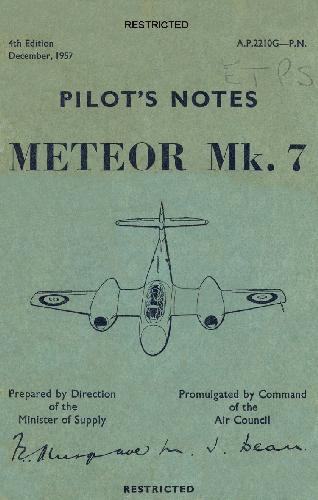 RESTRICTED
4th Edition
December, 1957
A.P.2210G—P.N.
ETPS
PILOT'S NOTES
METEOR Mk. 7
Prepared by Direction
of the
Minister of Supply
Promulgated by Command
of the
Air Council
J. Dean.
RESTRICTED